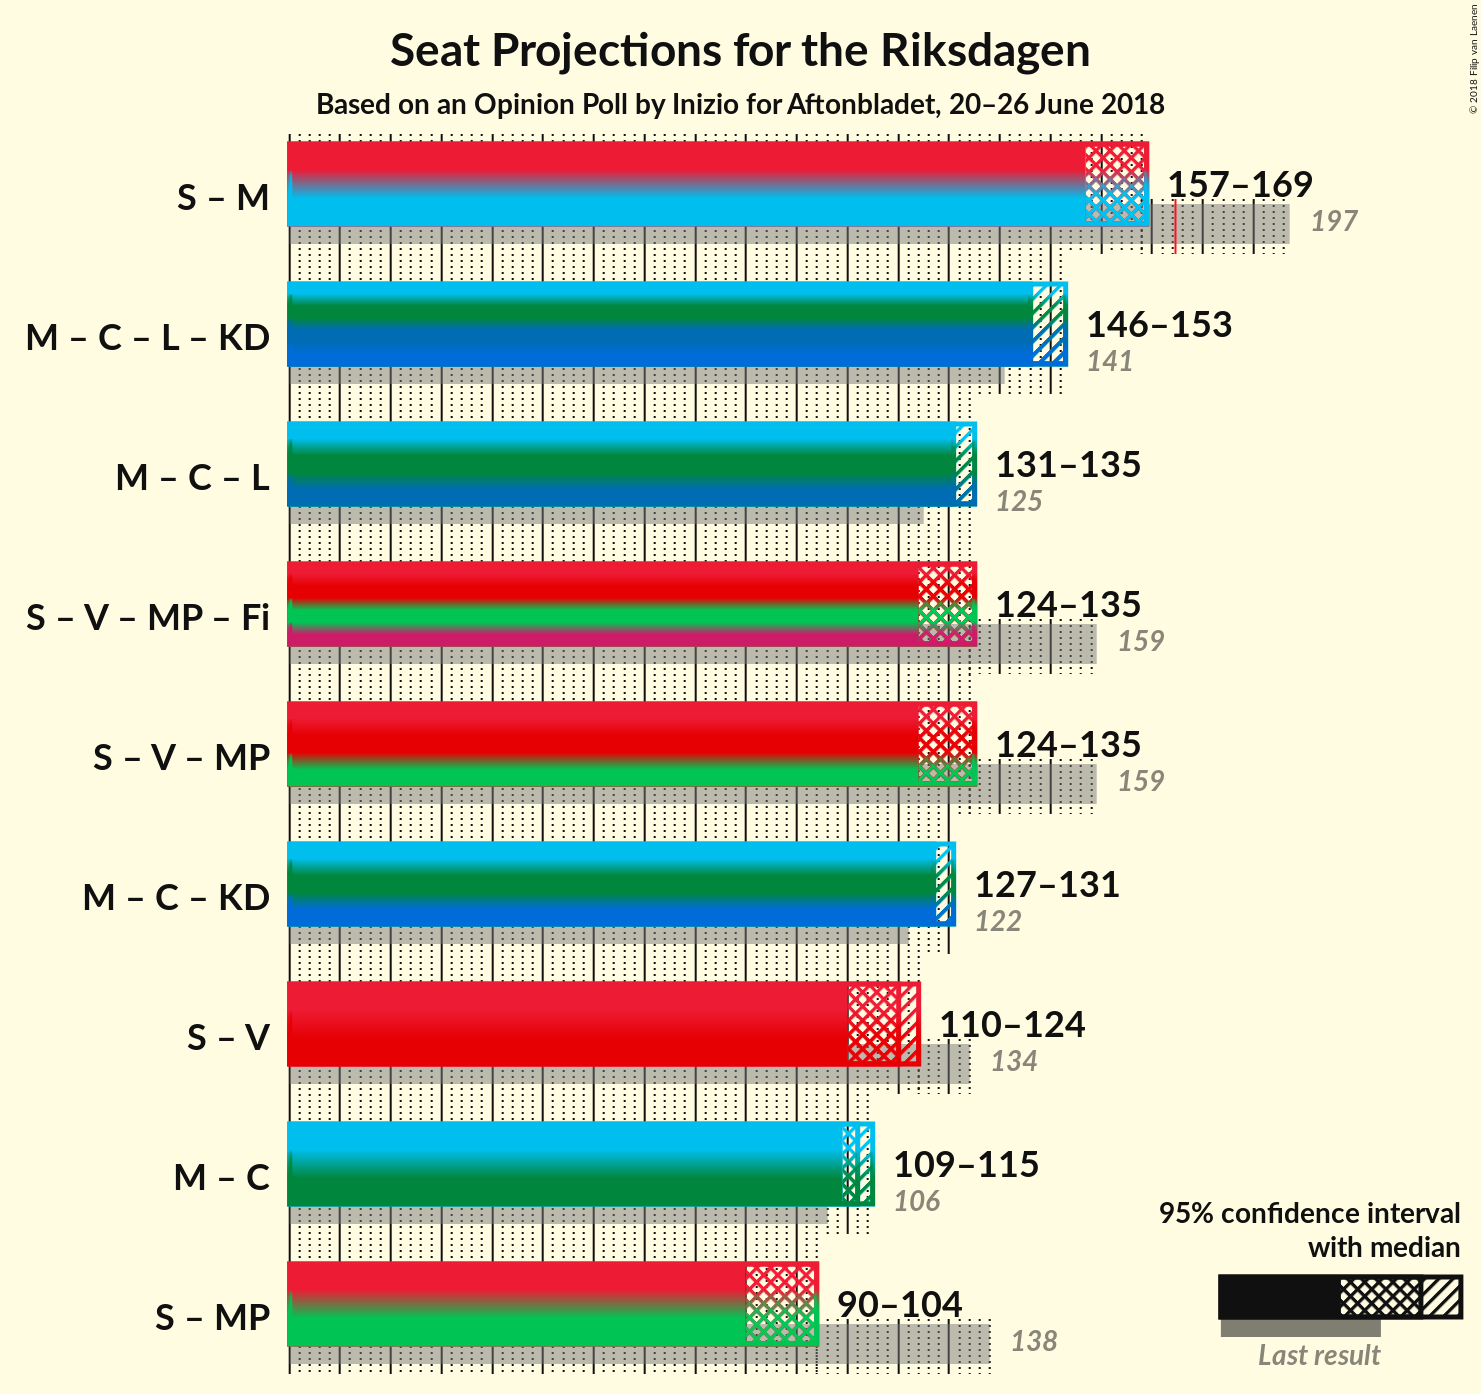 Seat Projections for the Riksdagen
Based on an Opinion Poll by Inizio for Aftonbladet, 20–26 June 2018
© 2018 Filip van Laenen
S – M
157–169
197
M – C – L – KD
146–153
141
M – C – L
131–135
125
S – V – MP – Fi
124–135
159
S – V – MP
124–135
159
M – C – KD
127–131
122
S – V
110–124
134
M – C
109–115
106
S – MP
90–104
138
95% confidence interval
with median
Last result